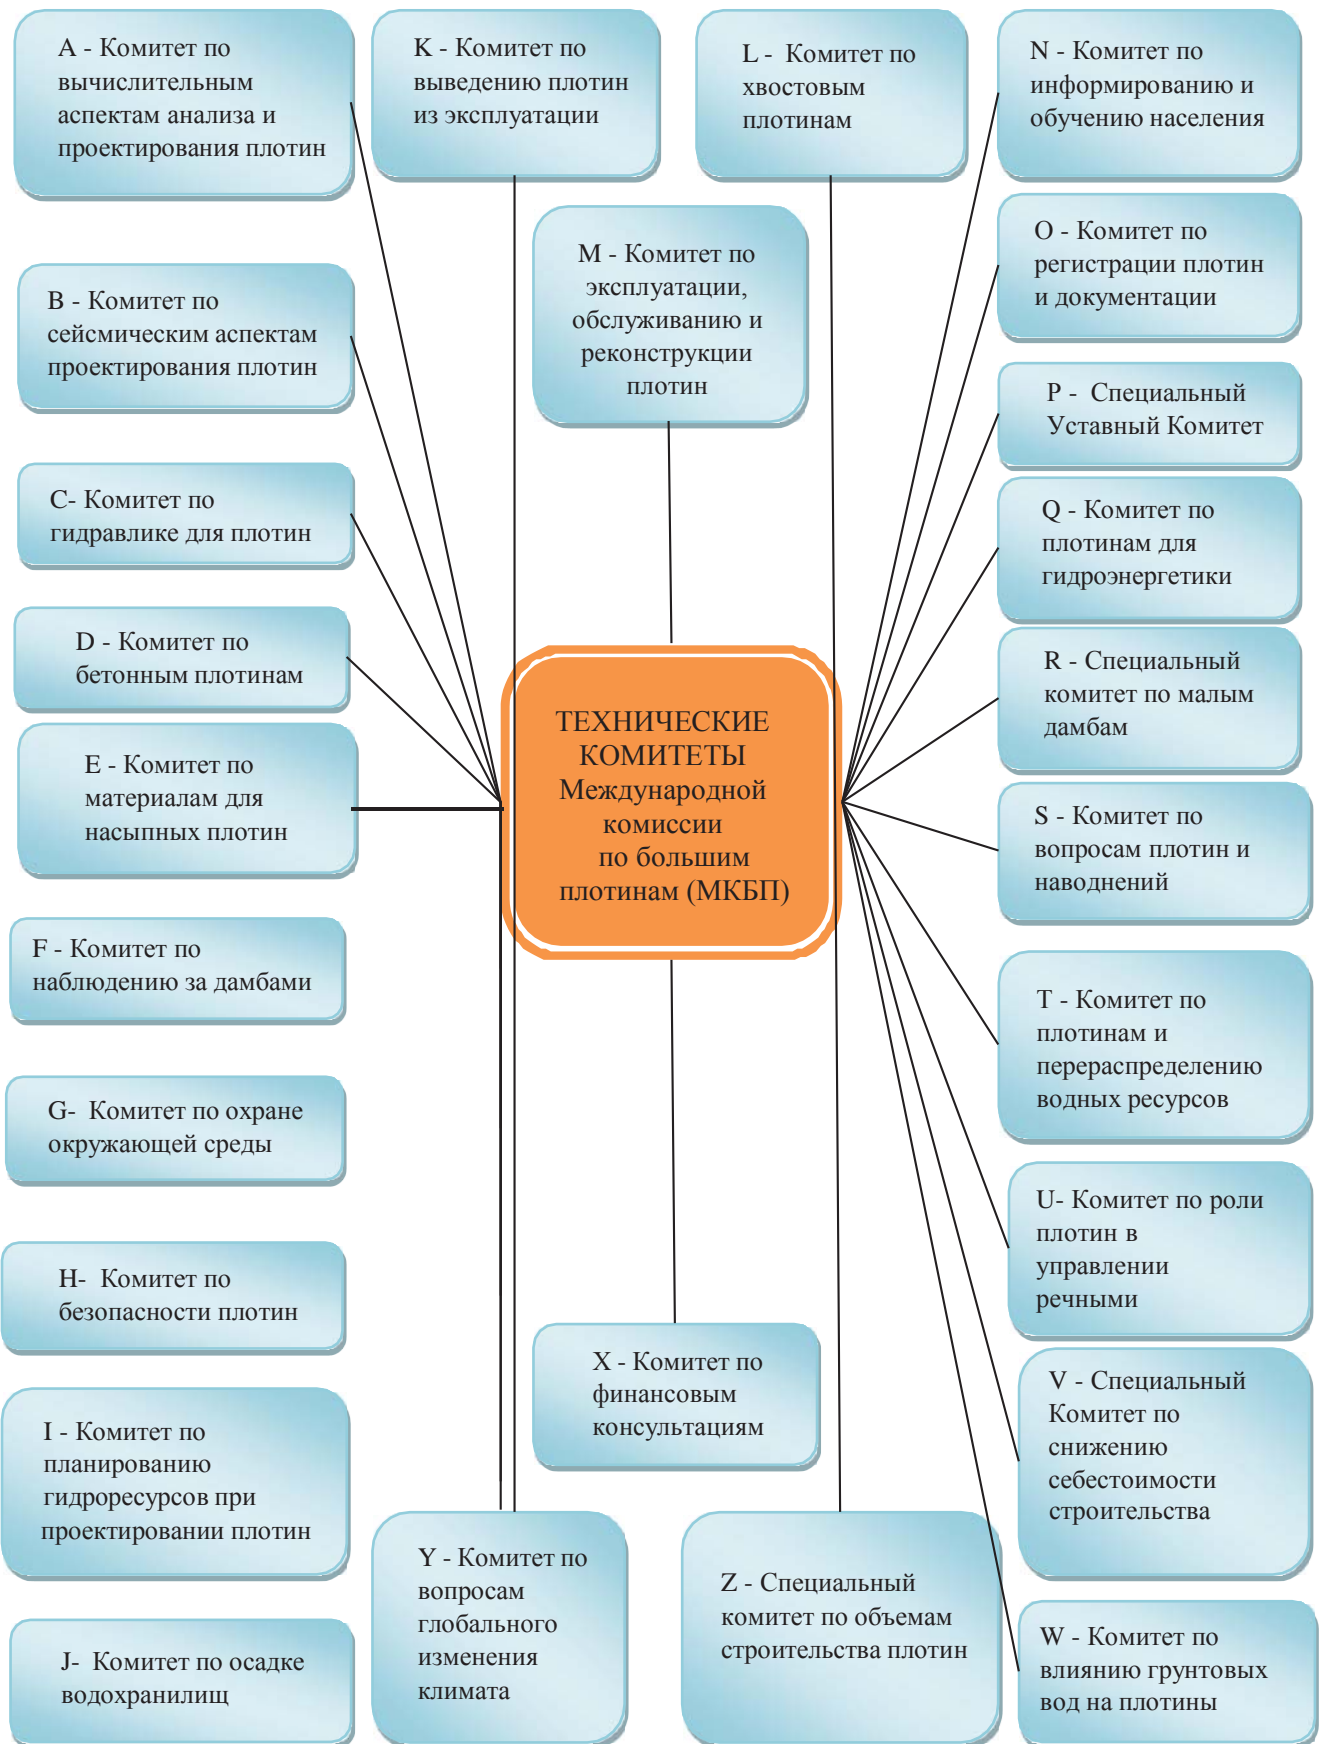 A - Комитет по
вычислительным
аспектам анализа и
проектирования плотин
K - Комитет по
выведению плотин
из эксплуатации
L - Комитет по
хвостовым
плотинам
N - Комитет по
информированию и
обучению населения
M - Комитет по
эксплуатации,
обслуживанию и
реконструкции
плотин
O - Комитет по
регистрации плотин
и документации
B - Комитет по
сейсмическим аспектам
проектирования плотин
P - Специальный
Уставный Комитет
C- Комитет по
гидравлике для плотин
Q - Комитет по
плотинам для
гидроэнергетики
D - Комитет по
бетонным плотинам
R - Специальный
комитет по малым
дамбам
E - Комитет по
материалам для
насыпных плотин
ТЕХНИЧЕСКИЕ
КОМИТЕТЫ
Международной
комиссии
по большим
плотинам (МКБП)
S - Комитет по
вопросам плотин и
наводнений
F - Комитет по
наблюдению за дамбами
T - Комитет по
плотинам и
перераспределению
водных ресурсов
G- Комитет по охране
окружающей среды
U- Комитет по роли
плотин в
управлении
речными
H- Комитет по
безопасности плотин
X - Комитет по
финансовым
консультациям
V - Специальный
Комитет по
снижению
себестоимости
строительства
I - Комитет по
планированию
гидроресурсов при
проектировании плотин
Y - Комитет по
вопросам
глобального
изменения
климата
Z - Специальный
комитет по объемам
строительства плотин
J- Комитет по осадке
водохранилищ
W - Комитет по
влиянию грунтовых
вод на плотины